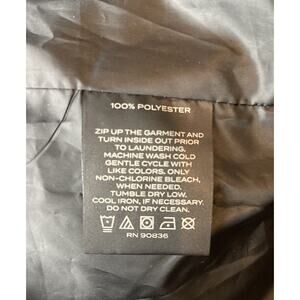 100% POLYESTER
ZIP UP THE GARMENT AND
TURN INSIDE OUT PRIOR
TO LAUNDERING.
MACHINE WASH COLD
GENTLE CYCLE WITH
LIKE COLORS. ONLY
NON-CHLORINE BLEACH,
WHEN NEEDED.
TUMBLE DRY LOW.
COOL IRON, IF NECESSARY.
DO NOT DRY CLEAN.
RN 90836